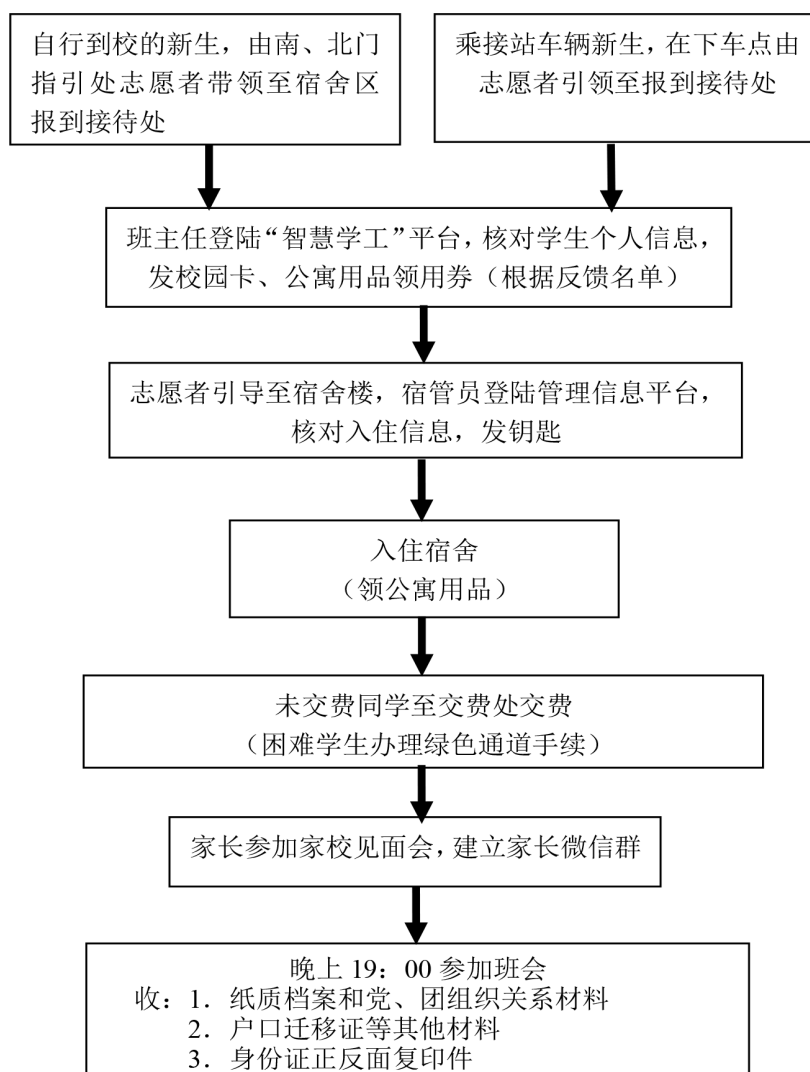 自行到校的新生，由南、北门
指引处志愿者带领至宿舍区
报到接待处
乘接站车辆新生，在下车点由
志愿者引领至报到接待处
班主任登陆“智慧学工”平台，核对学生个人信息，
发校园卡、公寓用品领用券（根据反馈名单）
志愿者引导至宿舍楼，宿管员登陆管理信息平台，
核对入住信息，发钥匙
入住宿舍
（领公寓用品）
未交费同学至交费处交费
（困难学生办理绿色通道手续）
家长参加家校见面会，建立家长微信群
晚上 19：00 参加班会
收：1．纸质档案和党、团组织关系材料
2．户口迁移证等其他材料
3．身份证正反面复印件